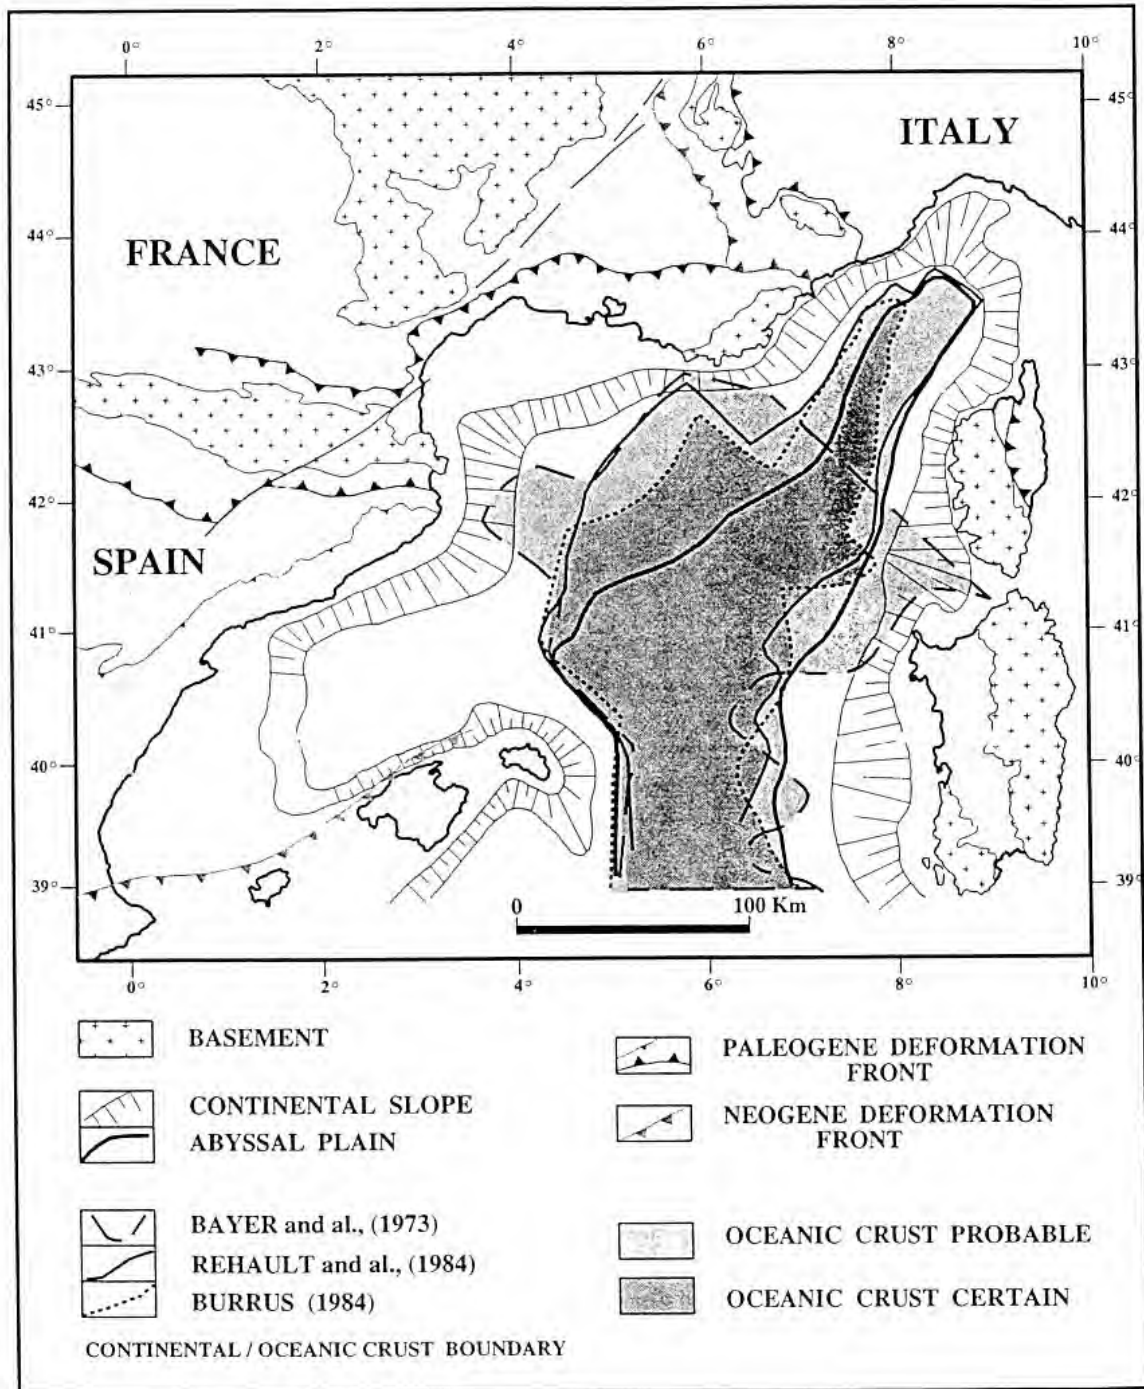 0° 2° 4° 6° 8° 10°
45° 45°
ITALY
44° 44°
FRANCE
43° 43°
42° 42°
SPAIN
41° 41°
40° 40°
39° 39°
0 100 Km
0° 2° 4° 6° 8° 10°
BASEMENT
CONTINENTAL SLOPE
ABYSSAL PLAIN
BAYER and al., (1973)
REHAULT and al., (1984)
BURRUS (1984)
CONTINENTAL / OCEANIC CRUST BOUNDARY
PALEOGENE DEFORMATION
FRONT
NEOGENE DEFORMATION
FRONT
OCEANIC CRUST PROBABLE
OCEANIC CRUST CERTAIN